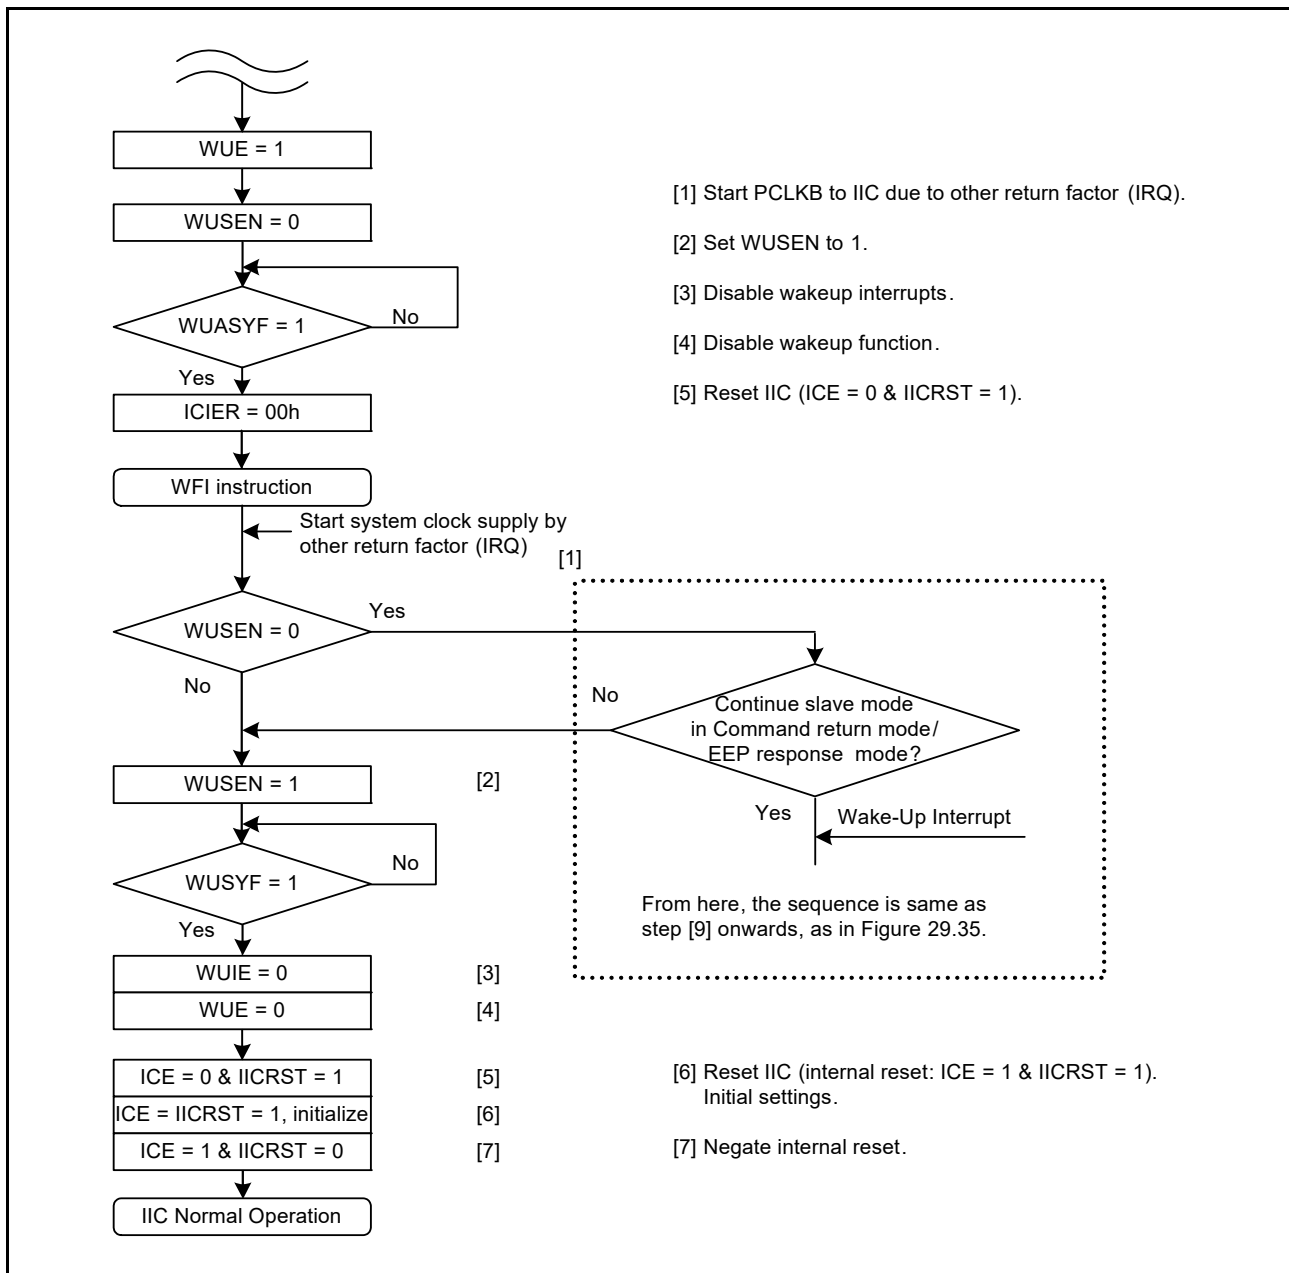 WUE = 1
WUSEN = 0
WUASYF = 1
No
Yes
ICIER = 00h
WFI instruction
Start system clock supply by
other return factor (IRQ)
[1]
WUSEN = 0
Yes
No
Continue slave mode
in Command return mode/
EEP response mode?
No
Yes
Wake-Up Interrupt
From here, the sequence is same as
step [9] onwards, as in Figure 29.35.
WUSEN = 1
[2]
WUSYF = 1
No
Yes
WUIE = 0
[3]
WUE = 0
[4]
ICE = 0 & IICRST = 1
[5]
ICE = IICRST = 1, initialize
[6]
ICE = 1 & IICRST = 0
[7]
IIC Normal Operation
[1] Start PCLKB to IIC due to other return factor (IRQ).
[2] Set WUSEN to 1.
[3] Disable wakeup interrupts.
[4] Disable wakeup function.
[5] Reset IIC (ICE = 0 & IICRST = 1).
[6] Reset IIC (internal reset: ICE = 1 & IICRST = 1).
Initial settings.
[7] Negate internal reset.